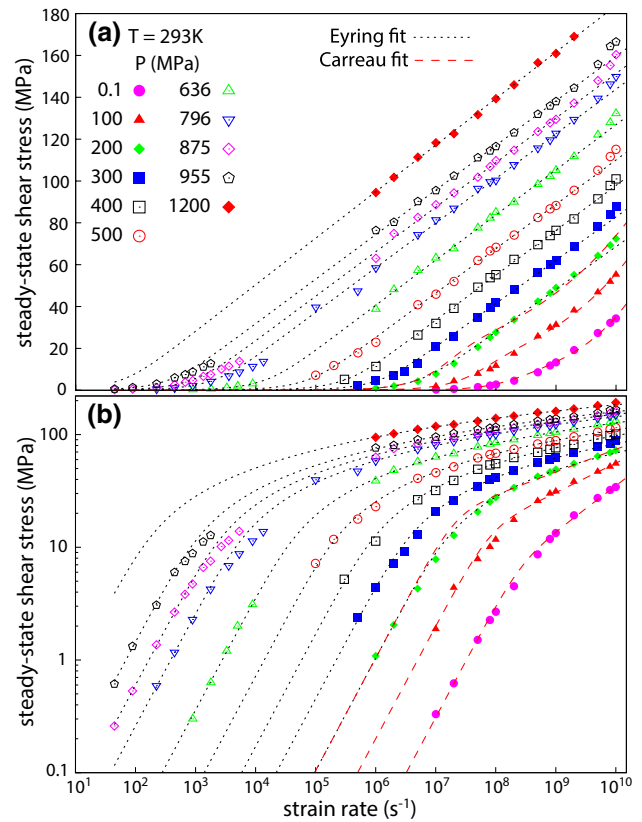 (a) T = 293K
P (MPa)
0.1 636
100 796
200 875
300 955
400 1200
500
Eyring fit
Carreau fit
steady-state shear stress (MPa)
180
160
140
120
100
80
60
40
20
0
(b)
steady-state shear stress (MPa)
100
10
1
0.1
10¹ 10² 10³ 10⁴ 10⁵ 10⁶ 10⁷ 10⁸ 10⁹ 10¹⁰
strain rate (s⁻¹)